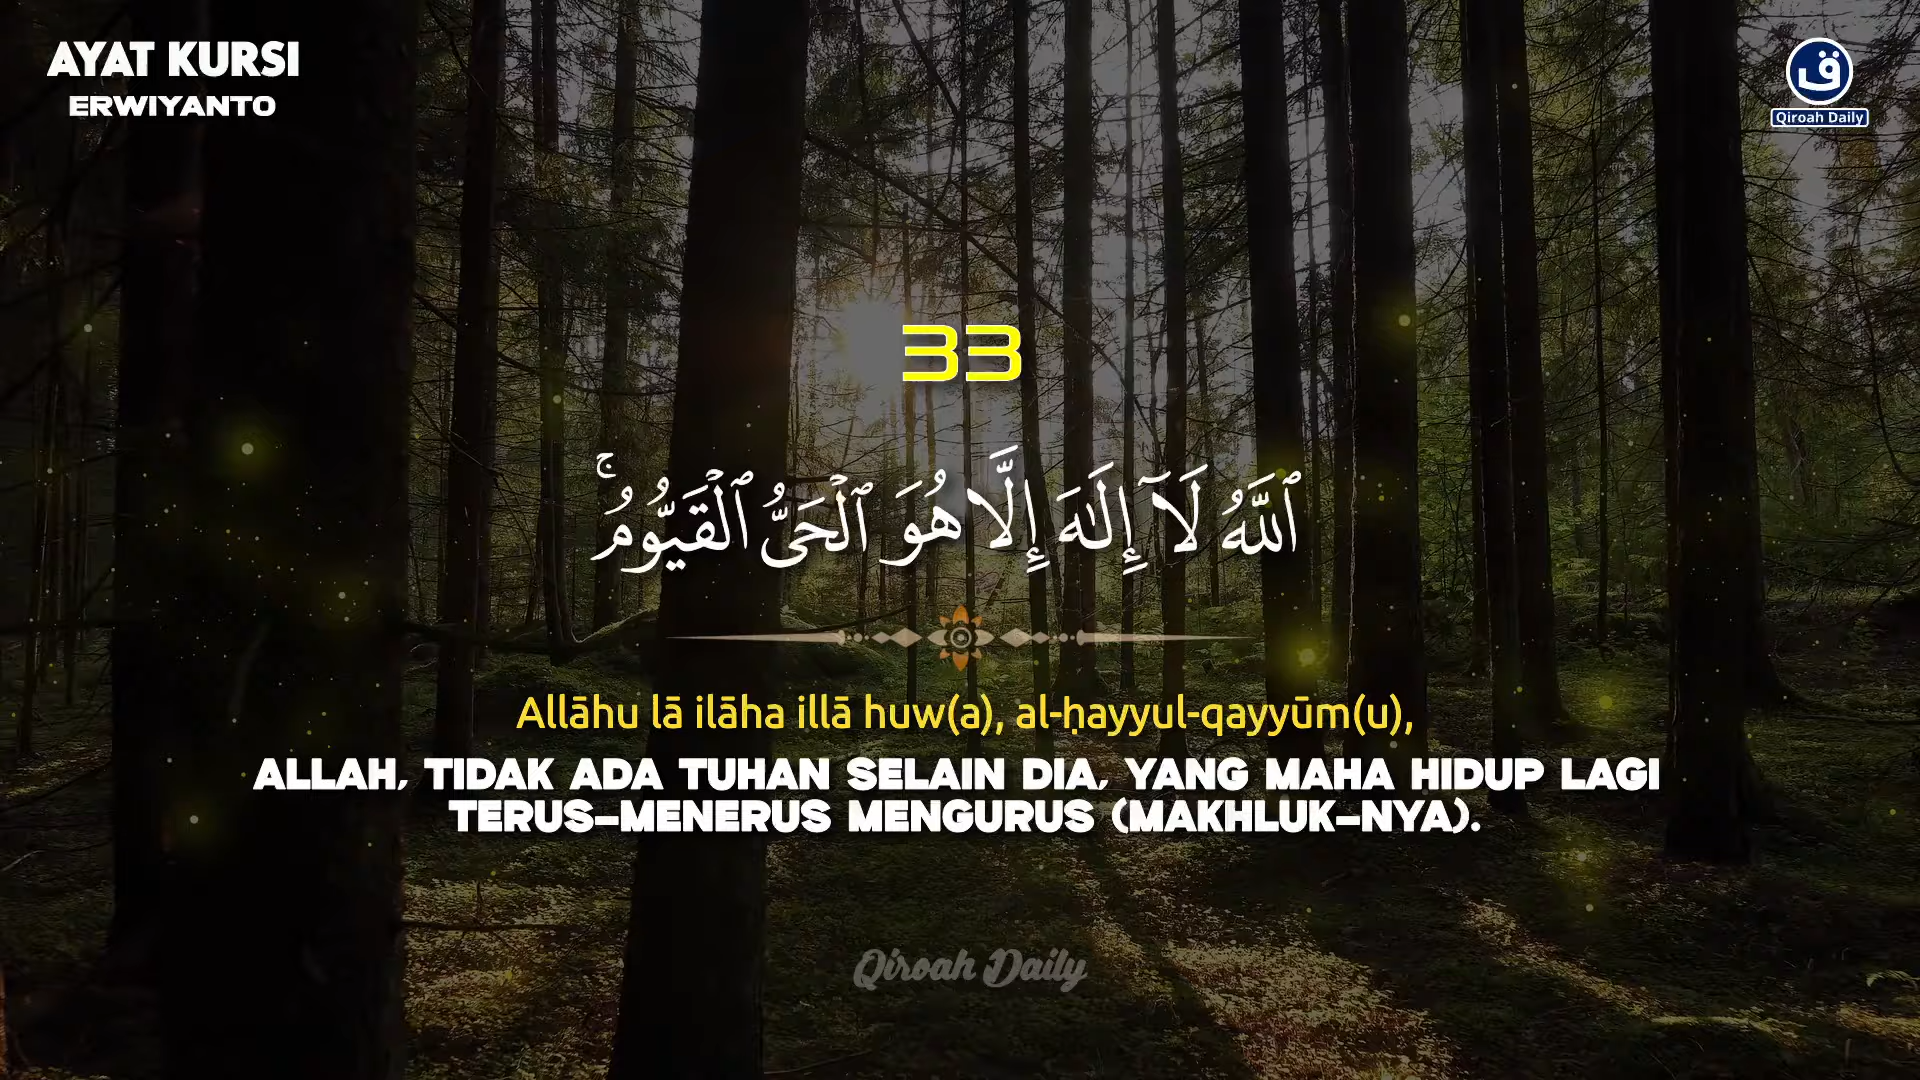 AYAT KURSI
ERWIYANTO
ق
Qiroah Daily
33
ٱللَّهُ لَآ إِلَٰهَ إِلَّا هُوَ ٱلْحَىُّ ٱلْقَيُّومُ ۚ
Allāhu lā ilāha illā huw(a), al-ḥayyul-qayyūm(u),
ALLAH, TIDAK ADA TUHAN SELAIN DIA, YANG MAHA HIDUP LAGI
TERUS-MENERUS MENGURUS (MAKHLUK-NYA).
Qiroah Daily